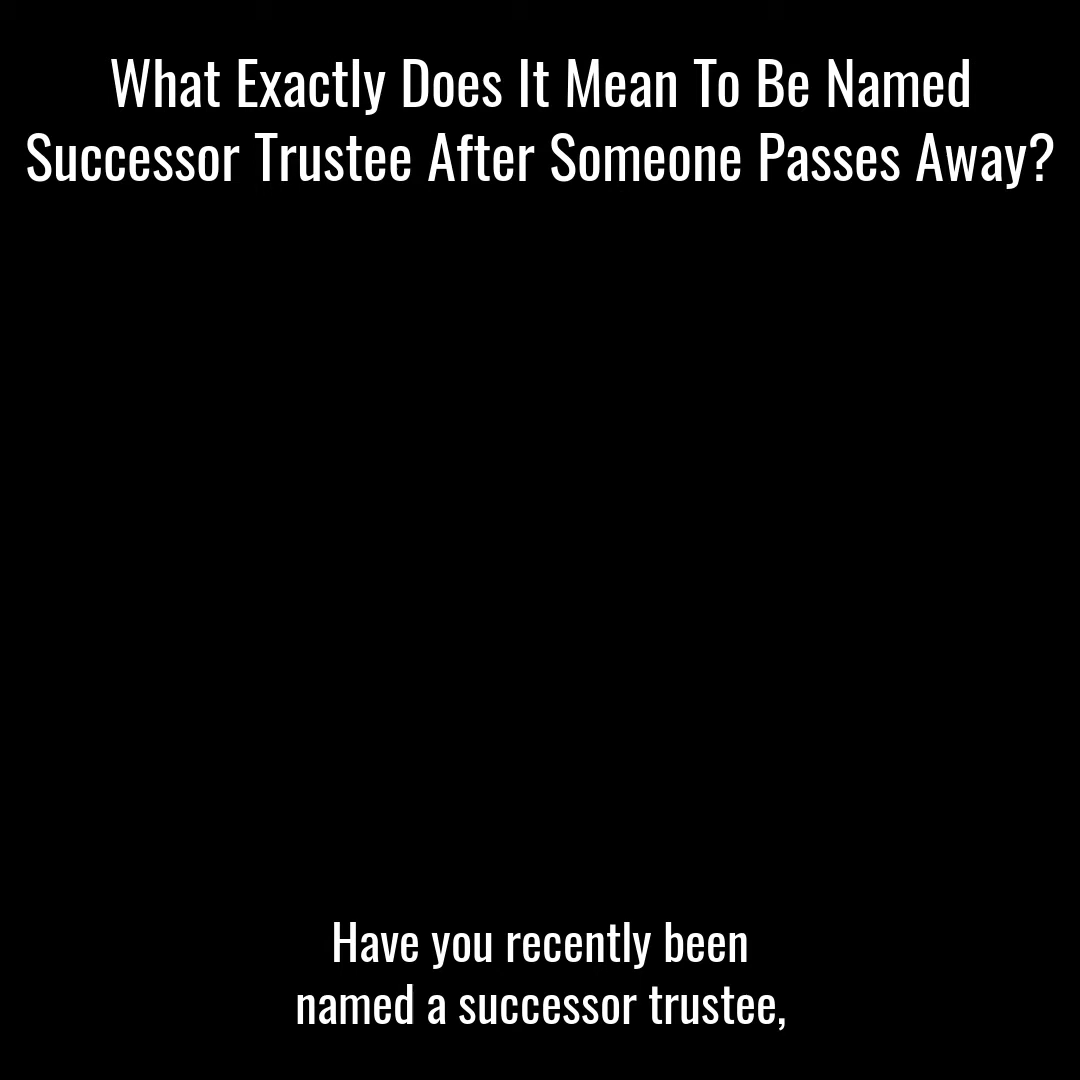 What Exactly Does It Mean To Be Named
Successor Trustee After Someone Passes Away?
Have you recently been
named a successor trustee,